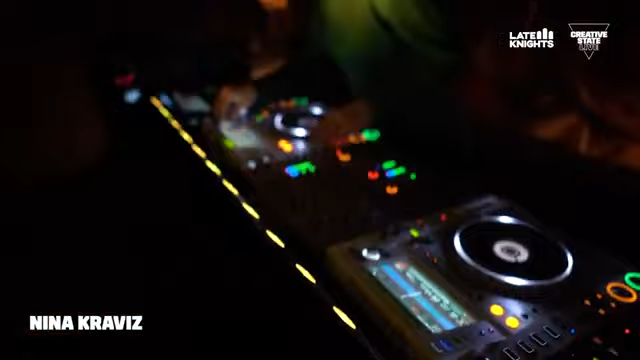 LATE
KNIGHTS
CREATIVE
STATE
LIVE
NINA KRAVIZ